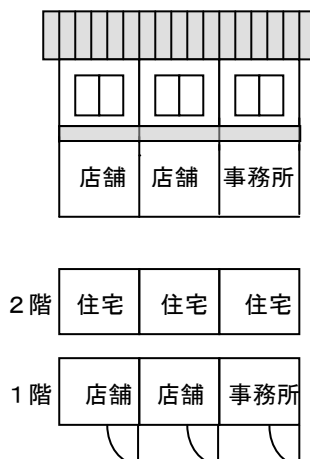 店舗 店舗 事務所
2階 住宅 住宅 住宅
1階 店舗 店舗 事務所